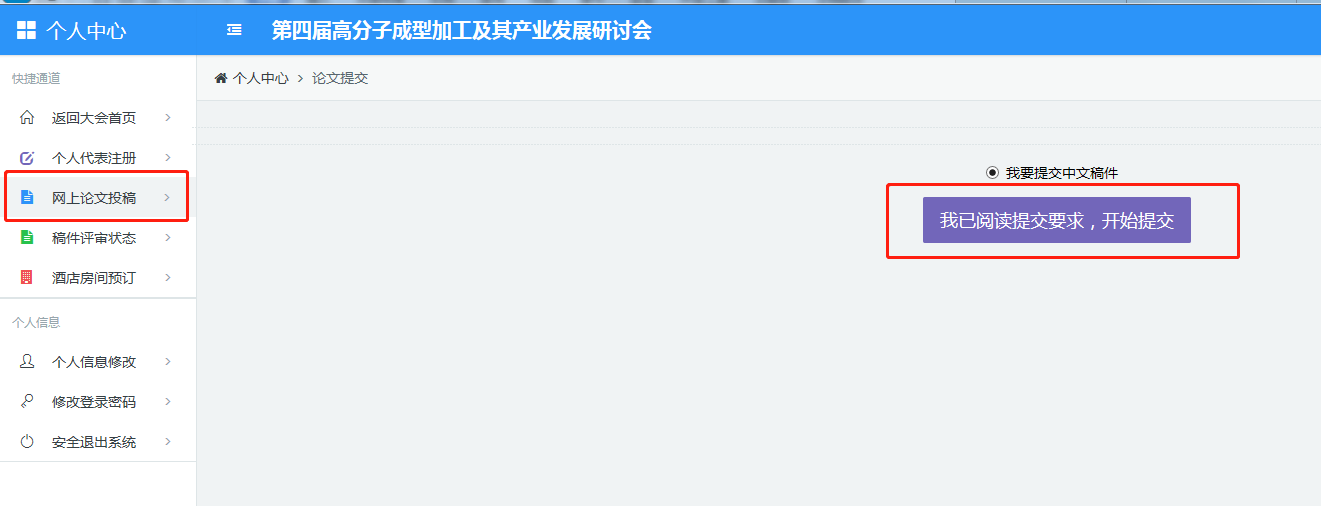 个人中心
第四届高分子成型加工及其产业发展研讨会
快捷通道
返回大会首页
个人代表注册
网上论文投稿
稿件评审状态
酒店房间预订
个人信息
个人信息修改
修改登录密码
安全退出系统
个人中心 > 论文提交
我要提交中文稿件
我已阅读提交要求，开始提交